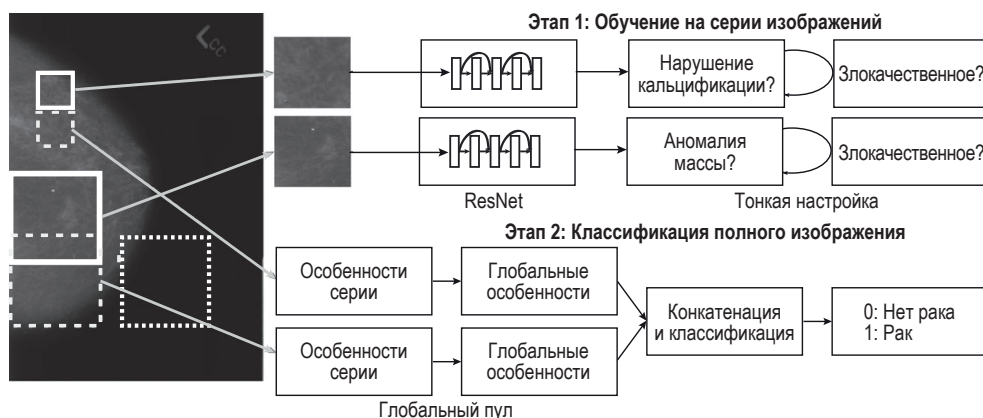 Lcc
Этап 1: Обучение на серии изображений
Нарушение
кальцификации?
Злокачественное?
Аномалия
массы?
Злокачественное?
ResNet
Тонкая настройка
Этап 2: Классификация полного изображения
Особенности
серии
Глобальные
особенности
Конкатенация
и классификация
0: Нет рака
1: Рак
Особенности
серии
Глобальные
особенности
Глобальный пул